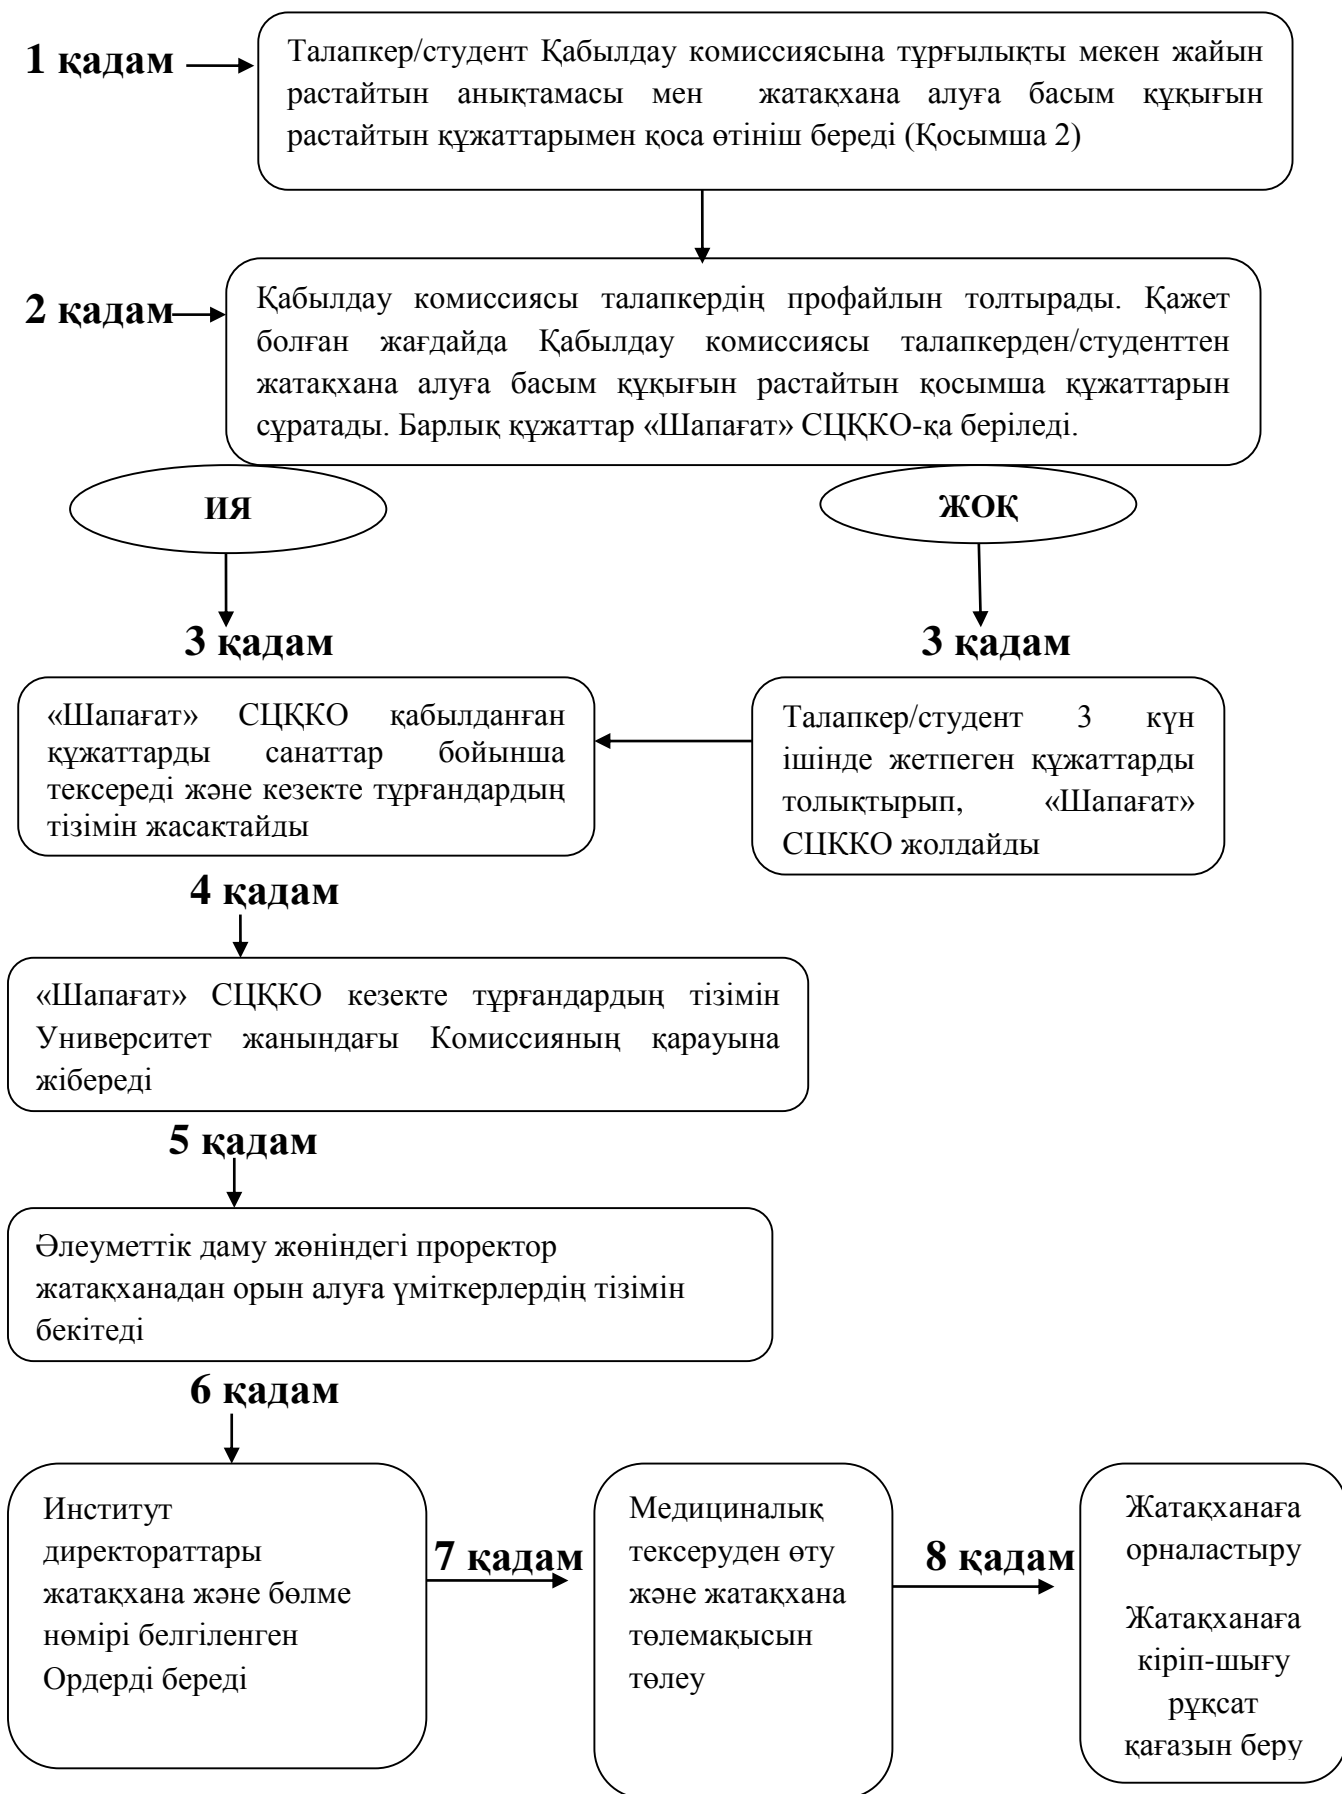 1 қадам
Талапкер/студент Қабылдау комиссиясына тұрғылықты мекен жайын
растайтын анықтамасы мен жатақхана алуға басым құқығын
растайтын құжаттарымен қоса өтініш береді (Қосымша 2)
2 қадам
Қабылдау комиссиясы талапкердің профайлын толтырады. Қажет
болған жағдайда Қабылдау комиссиясы талапкерден/студенттен
жатақхана алуға басым құқығын растайтын қосымша құжаттарын
сұратады. Барлық құжаттар «Шапағат» СЦҚКО-қа беріледі.
ИЯ
ЖОҚ
3 қадам
3 қадам
«Шапағат» СЦҚКО қабылданған
құжаттарды санаттар бойынша
тексереді және кезекте тұрғандардың
тізімін жасақтайды
Талапкер/студент 3 күн
ішінде жетпеген құжаттарды
толықтырып, «Шапағат»
СЦҚКО жолдайды
4 қадам
«Шапағат» СЦҚКО кезекте тұрғандардың тізімін
Университет жанындағы Комиссияның қарауына
жібереді
5 қадам
Әлеуметтік даму жөніндегі проректор
жатақханадан орын алуға үміткерлердің тізімін
бекітеді
6 қадам
Институт
директораттары
жатақхана және бөлме
нөмірі белгіленген
Ордерді береді
7 қадам
Медициналық
тексеруден өту
және жатақхана
төлемақысын
төлеу
8 қадам
Жатақханаға
орналастыру
Жатақханаға
кіріп-шығу
рұқсат
қағазын беру